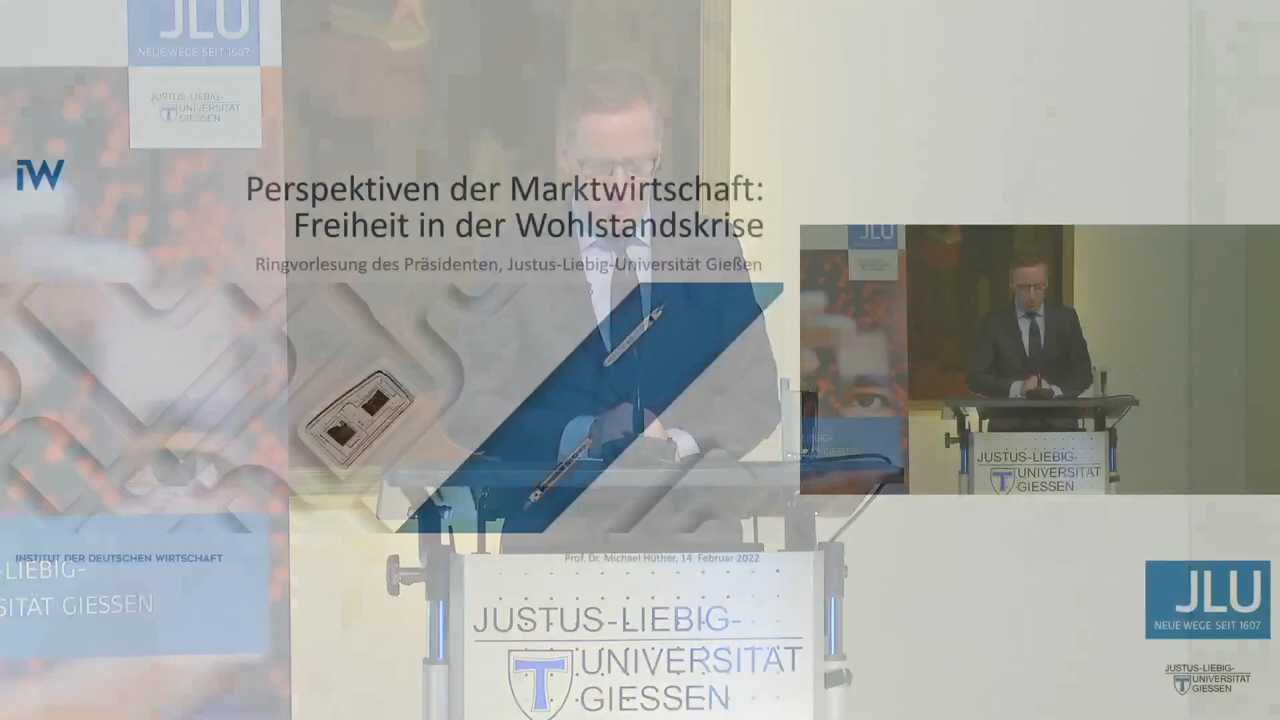 JLU
NEUE WEGE SEIT 1607
JUSTUS-LIEBIG-
UNIVERSITÄT
GIESSEN
iW
Perspektiven der Marktwirtschaft:
Freiheit in der Wohlstandskrise
Ringvorlesung des Präsidenten, Justus-Liebig-Universität Gießen
JLU
JUSTUS-LIEBIG-
UNIVERSITÄT
GIESSEN
INSTITUT DER DEUTSCHEN WIRTSCHAFT
Prof. Dr. Michael Hüther, 14. Februar 2022
-LIEBIG-
SITÄT GIESSEN
JUSTUS-LIEBIG-
UNIVERSITÄT
GIESSEN
JLU
NEUE WEGE SEIT 1607
JUSTUS-LIEBIG-
UNIVERSITÄT
GIESSEN